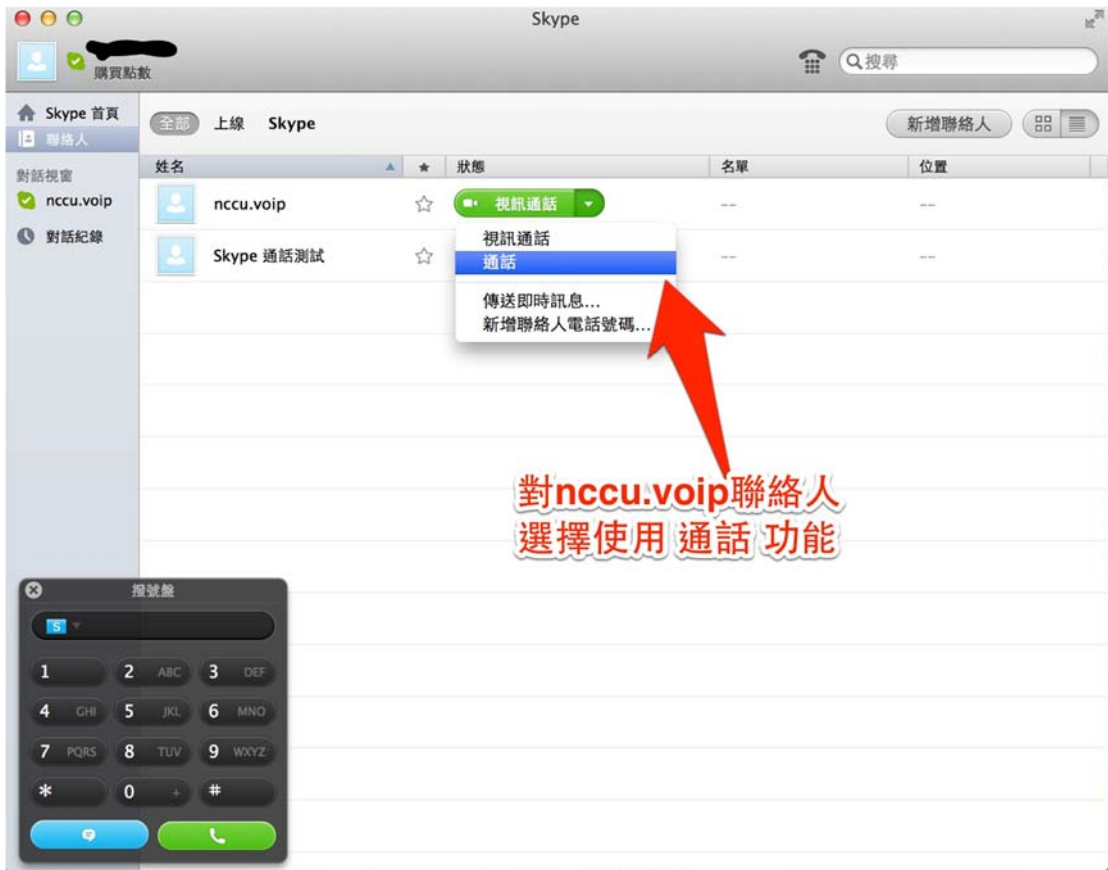 Skype
購買點數
搜尋
Skype 首頁
聯絡人
對話視窗
nccu.voip
對話紀錄
全部 上線 Skype
新增聯絡人
姓名 ★ 狀態 名單 位置
nccu.voip 視訊通話 -- --
Skype 通話測試 -- --
視訊通話
通話
傳送即時訊息...
新增聯絡人電話號碼...
對nccu.voip聯絡人
選擇使用 通話 功能
撥號盤
S
1 2 ABC 3 DEF
4 GHI 5 JKL 6 MNO
7 PQRS 8 TUV 9 WXYZ
* 0 + #